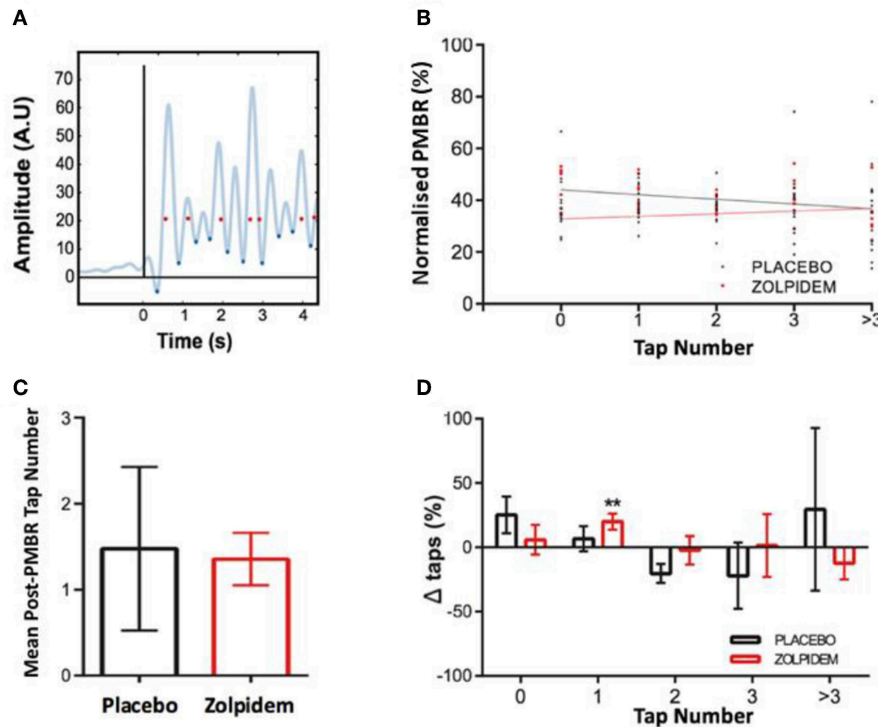 A
Amplitude (A.U)
70
60
50
40
30
20
10
0
0 1 2 3 4
Time (s)
B
Normalised PMBR (%)
100
80
60
40
20
0
PLACEBO
ZOLPIDEM
0 1 2 3 >3
Tap Number
C
Mean Post-PMBR Tap Number
3
2
1
0
Placebo Zolpidem
D
Δ taps (%)
100
50
0
-50
-100
**
PLACEBO
ZOLPIDEM
0 1 2 3 >3
Tap Number